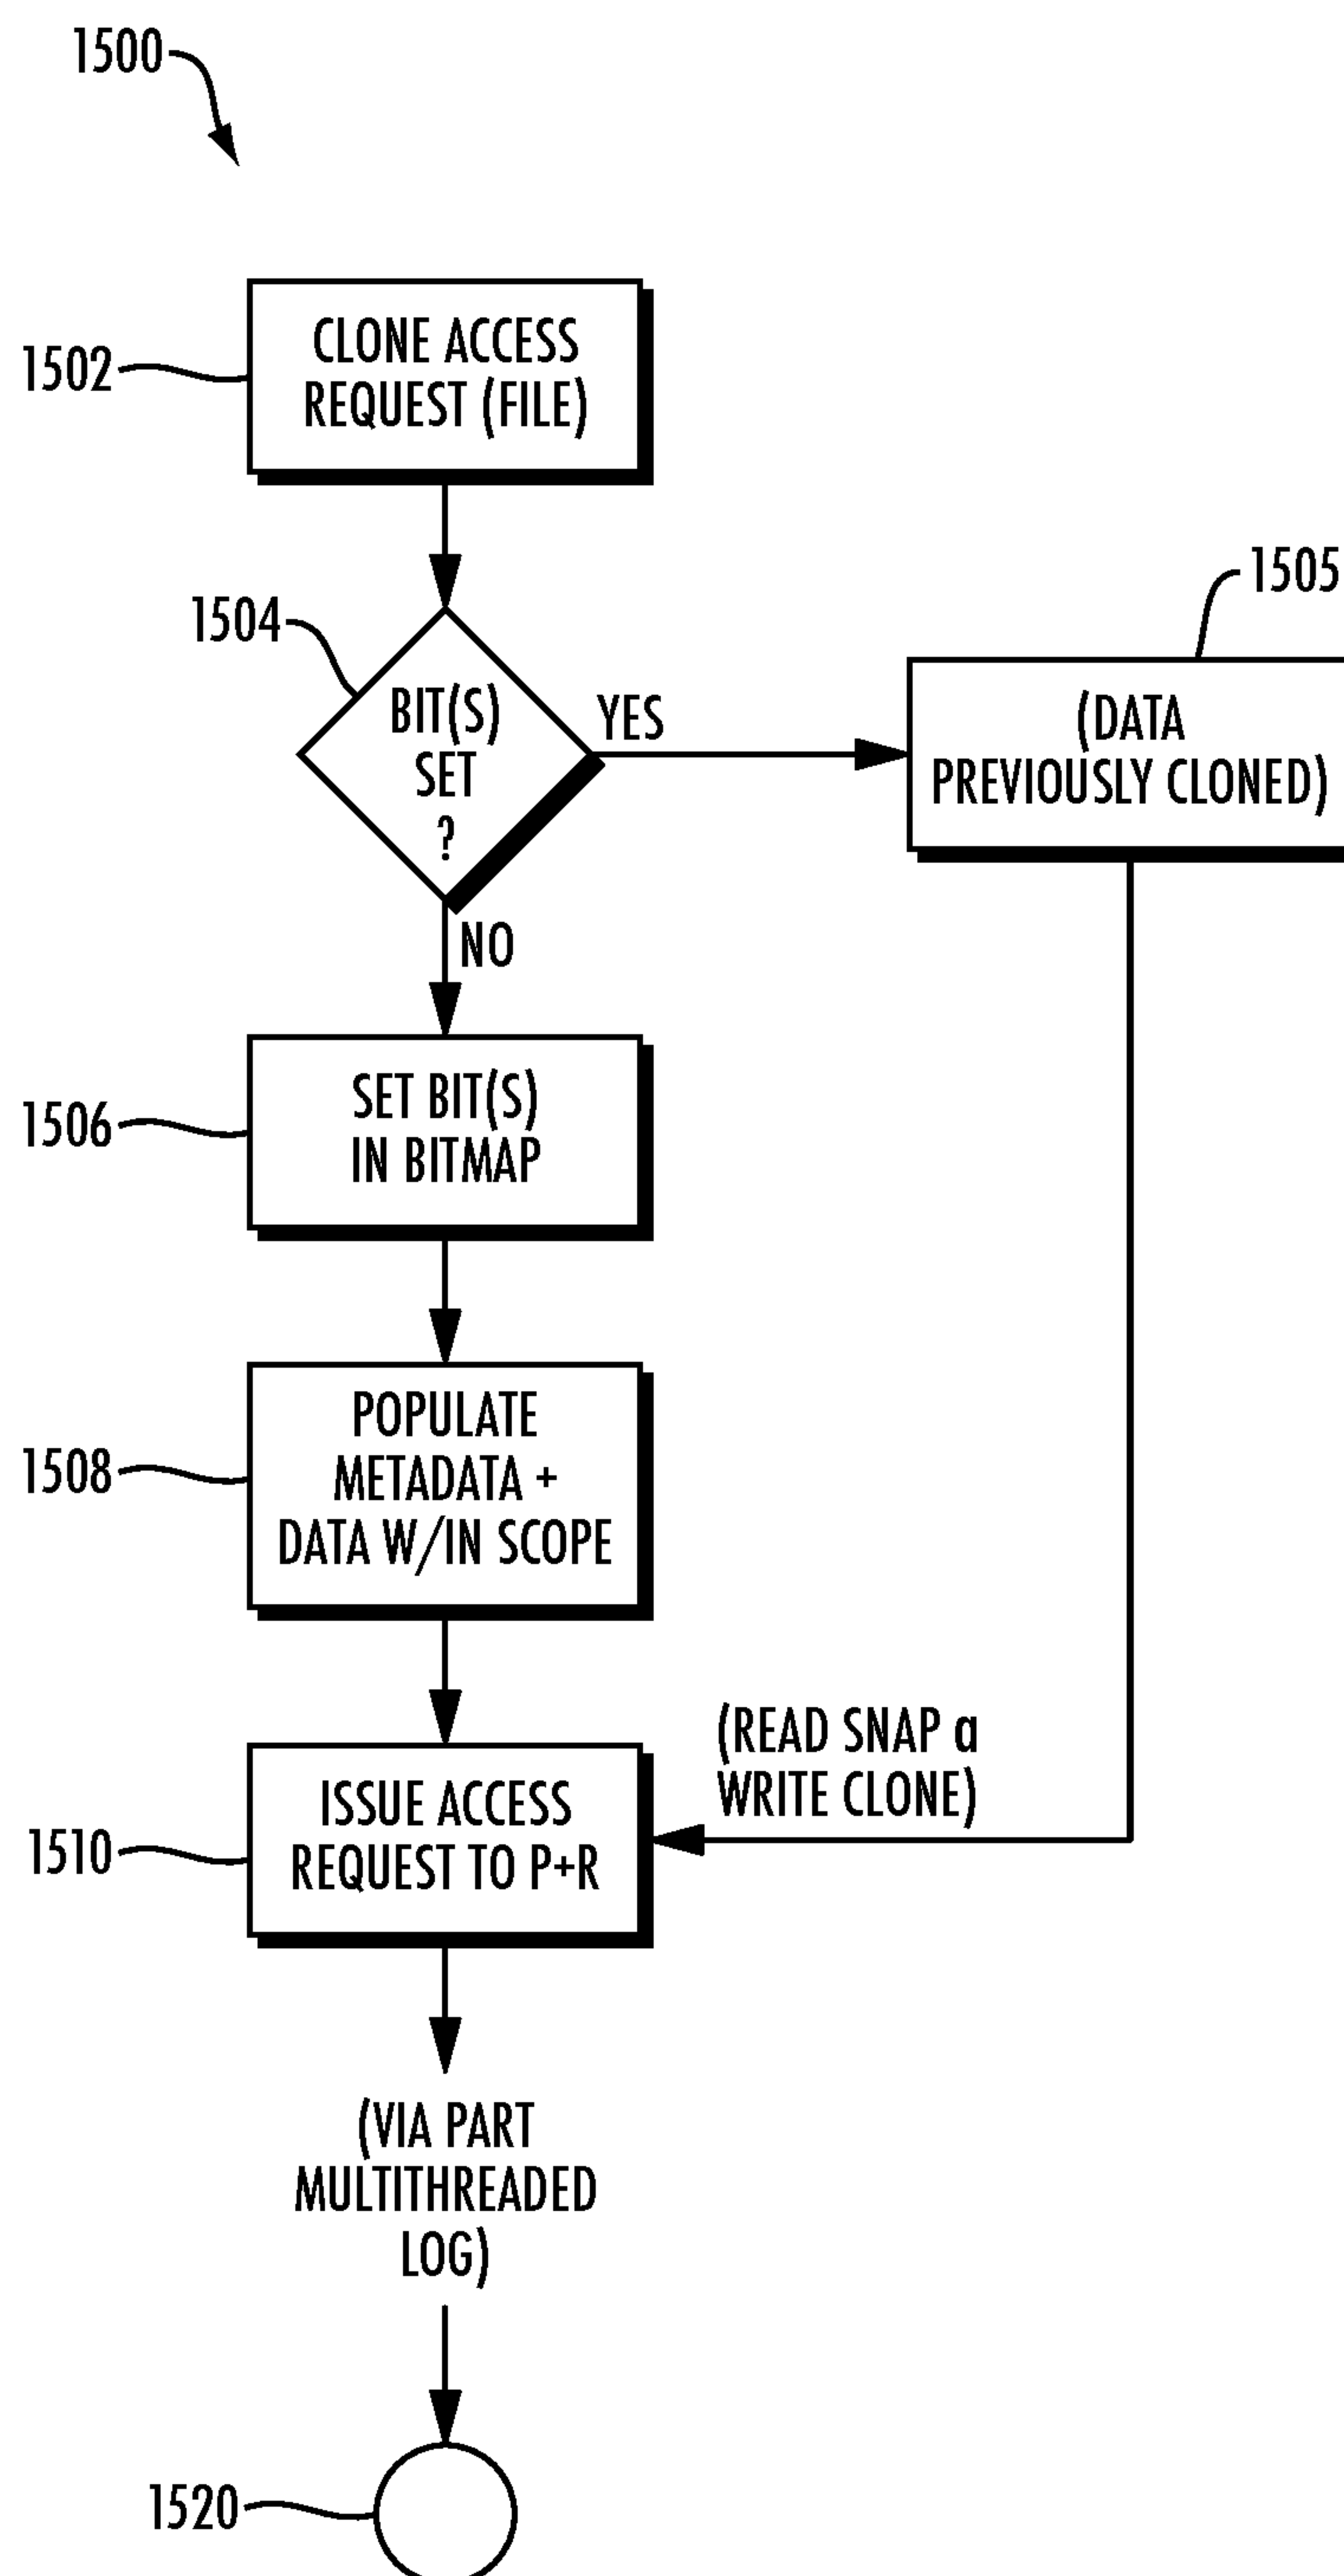 1500
1502
CLONE ACCESS
REQUEST (FILE)
1504
BIT(S)
SET
?
YES
1505
(DATA
PREVIOUSLY CLONED)
NO
1506
SET BIT(S)
IN BITMAP
1508
POPULATE
METADATA +
DATA W/IN SCOPE
1510
ISSUE ACCESS
REQUEST TO P+R
(READ SNAP a
WRITE CLONE)
(VIA PART
MULTITHREADED
LOG)
1520